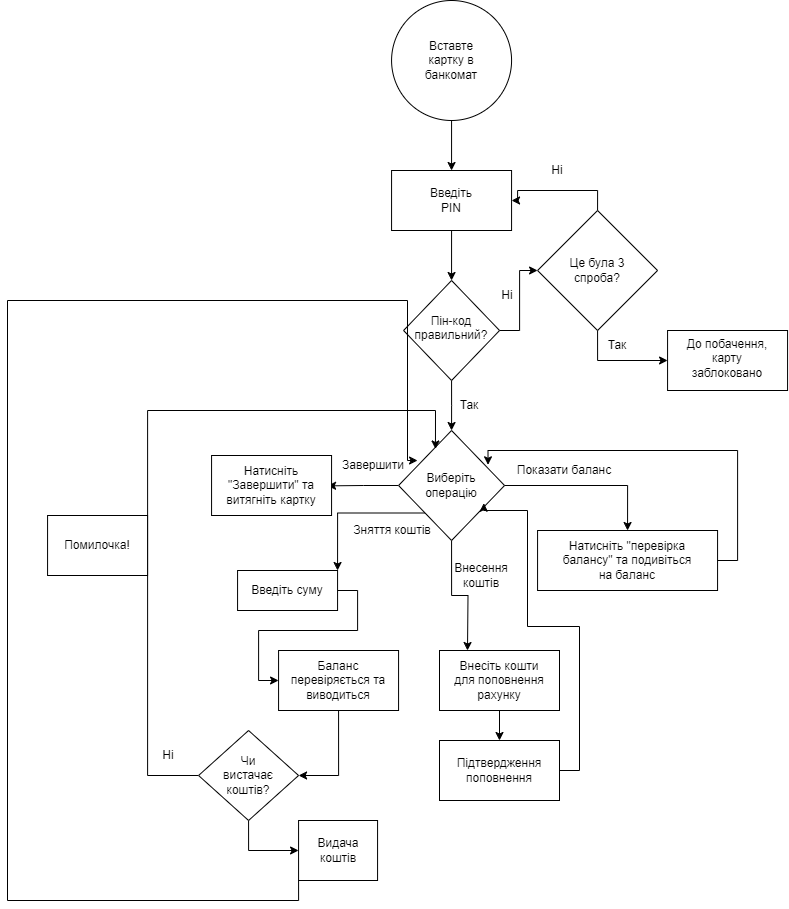 Вставте
картку в
банкомат
Ні
Введіть
PIN
Це була 3
спроба?
Ні
Пін-код
правильний?
Так
До побачення,
карту
заблоковано
Так
Завершити
Натисніть
"Завершити" та
витягніть картку
Виберіть
операцію
Показати баланс
Зняття коштів
Помилочка!
Натисніть "перевірка
балансу" та подивіться
на баланс
Внесення
коштів
Введіть суму
Баланс
перевіряється та
виводиться
Внесіть кошти
для поповнення
рахунку
Ні
Чи
вистачає
коштів?
Підтвердження
поповнення
Видача
коштів